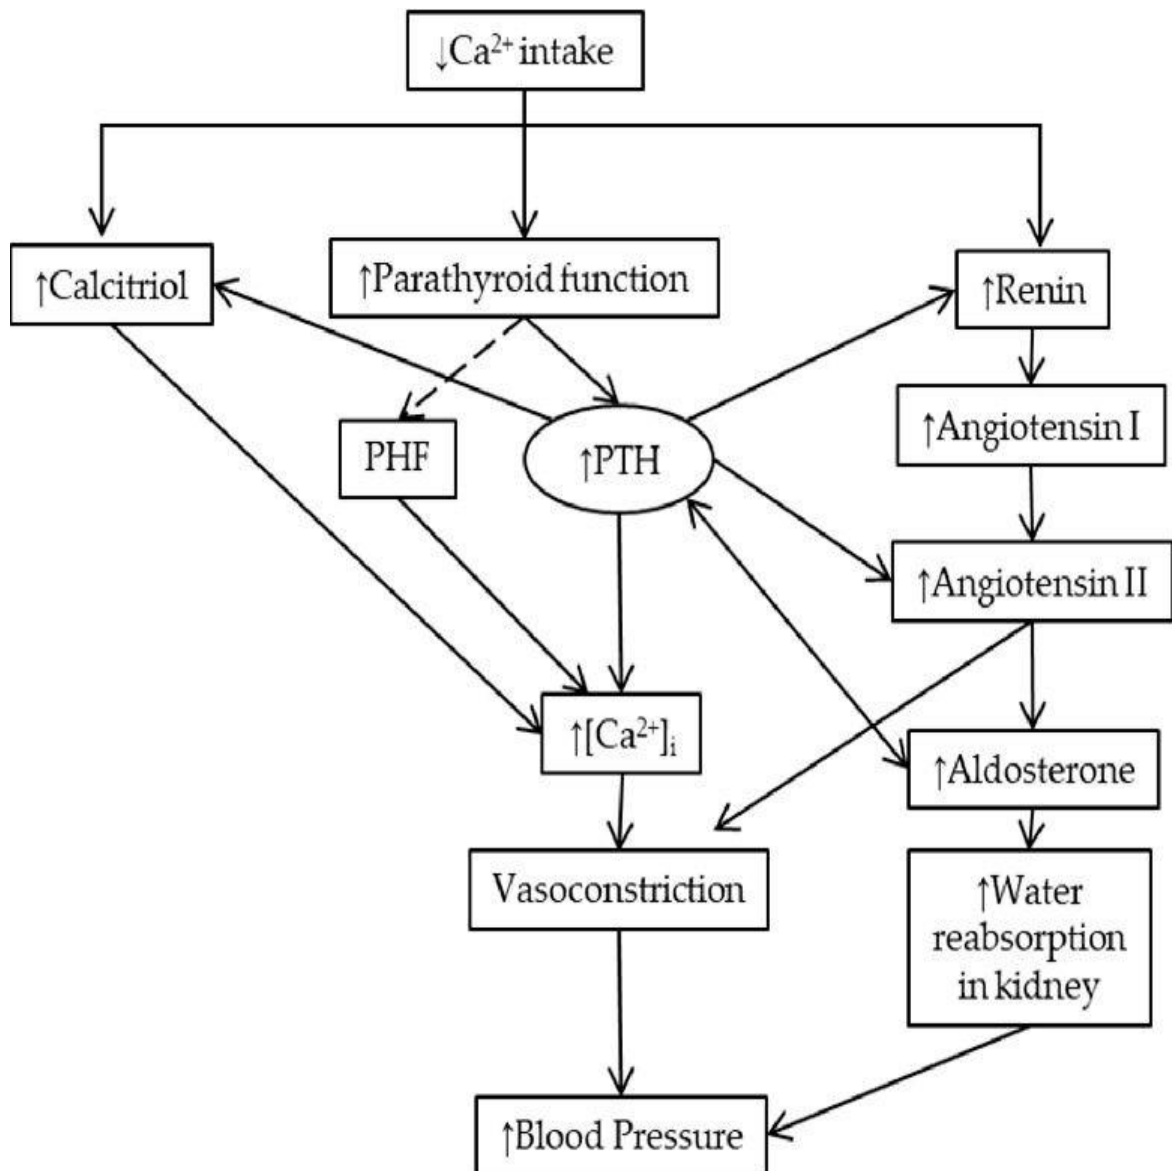 ↓Ca²⁺ intake
↑Calcitriol
↑Parathyroid function
↑Renin
PHF
↑PTH
↑Angiotensin I
↑Angiotensin II
↑[Ca²⁺]ᵢ
↑Aldosterone
Vasoconstriction
↑Water
reabsorption
in kidney
↑Blood Pressure